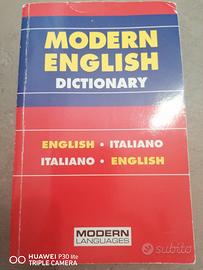 MODERN
ENGLISH
DICTIONARY
ENGLISH • ITALIANO
ITALIANO • ENGLISH
MODERN
LANGUAGES
HUAWEI P30 lite
TRIPLE CAMERA
subito